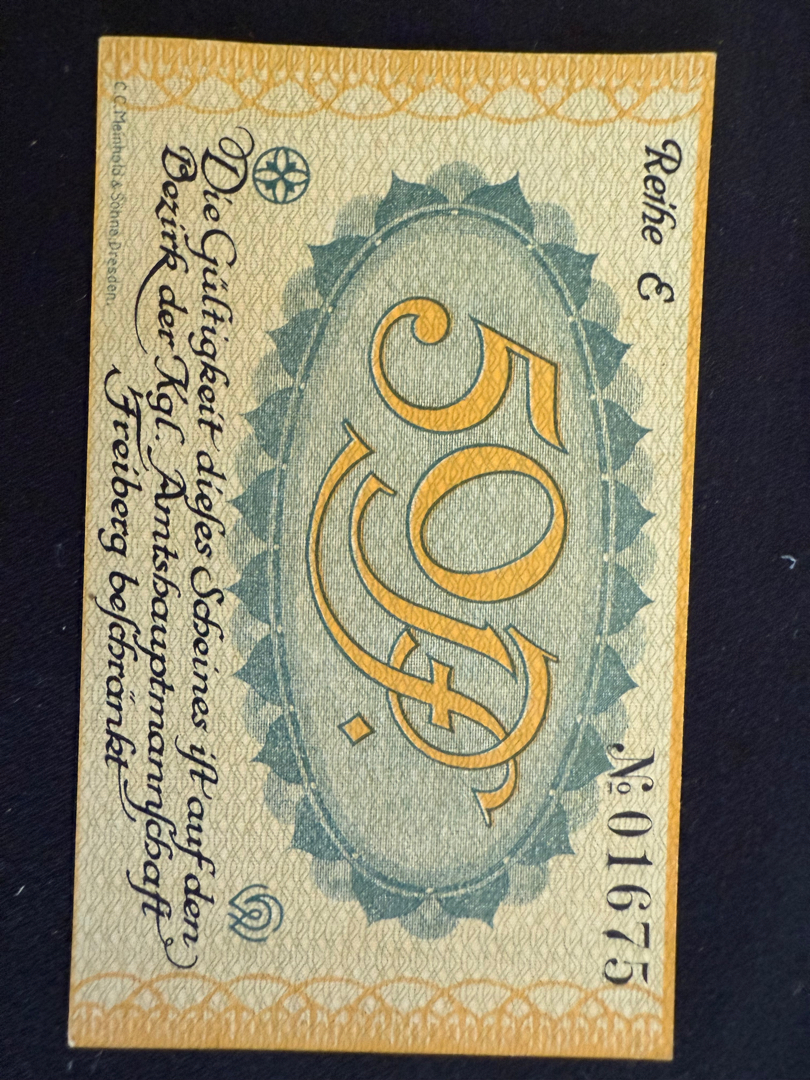 Reihe E
№ 01675
50 Pf.
Die Gültigkeit dieſes Scheines iſt auf den
Bezirk der Kgl. Amtshauptmannſchaft
Freiberg beſchränkt
C. C. Meinhold & Söhne, Dresden.